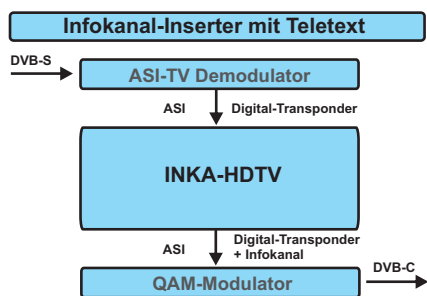 Infokanal-Inserter mit Teletext
DVB-S
ASI-TV Demodulator
ASI
Digital-Transponder
INKA-HDTV
ASI
Digital-Transponder
+ Infokanal
DVB-C
QAM-Modulator